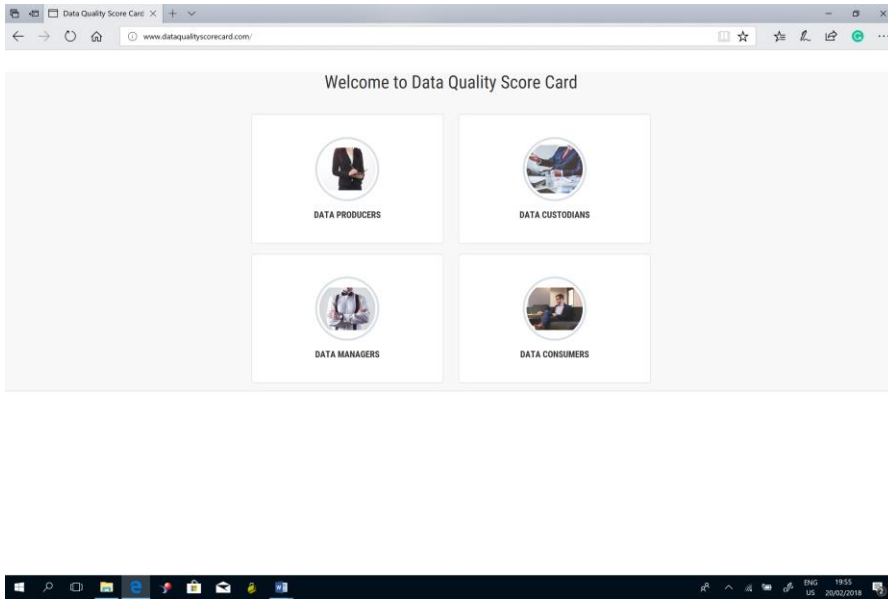 Data Quality Score Card
www.dataqualityscorecard.com/
Welcome to Data Quality Score Card
DATA PRODUCERS
DATA CUSTODIANS
DATA MANAGERS
DATA CONSUMERS
ENG
19:55
US
20/02/2018